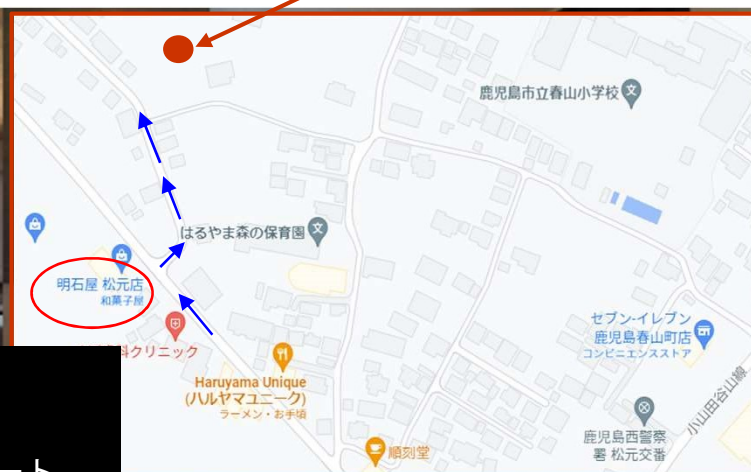 鹿児島市立春山小学校
はるやま森の保育園
明石屋 松元店
和菓子屋
科クリニック
セブン-イレブン
鹿児島春山町店
コンビニエンスストア
Haruyama Unique
(ハルヤマユニーク)
ラーメン・お手頃
小山田谷山線
鹿児島西警察
署 松元交番
順刻堂